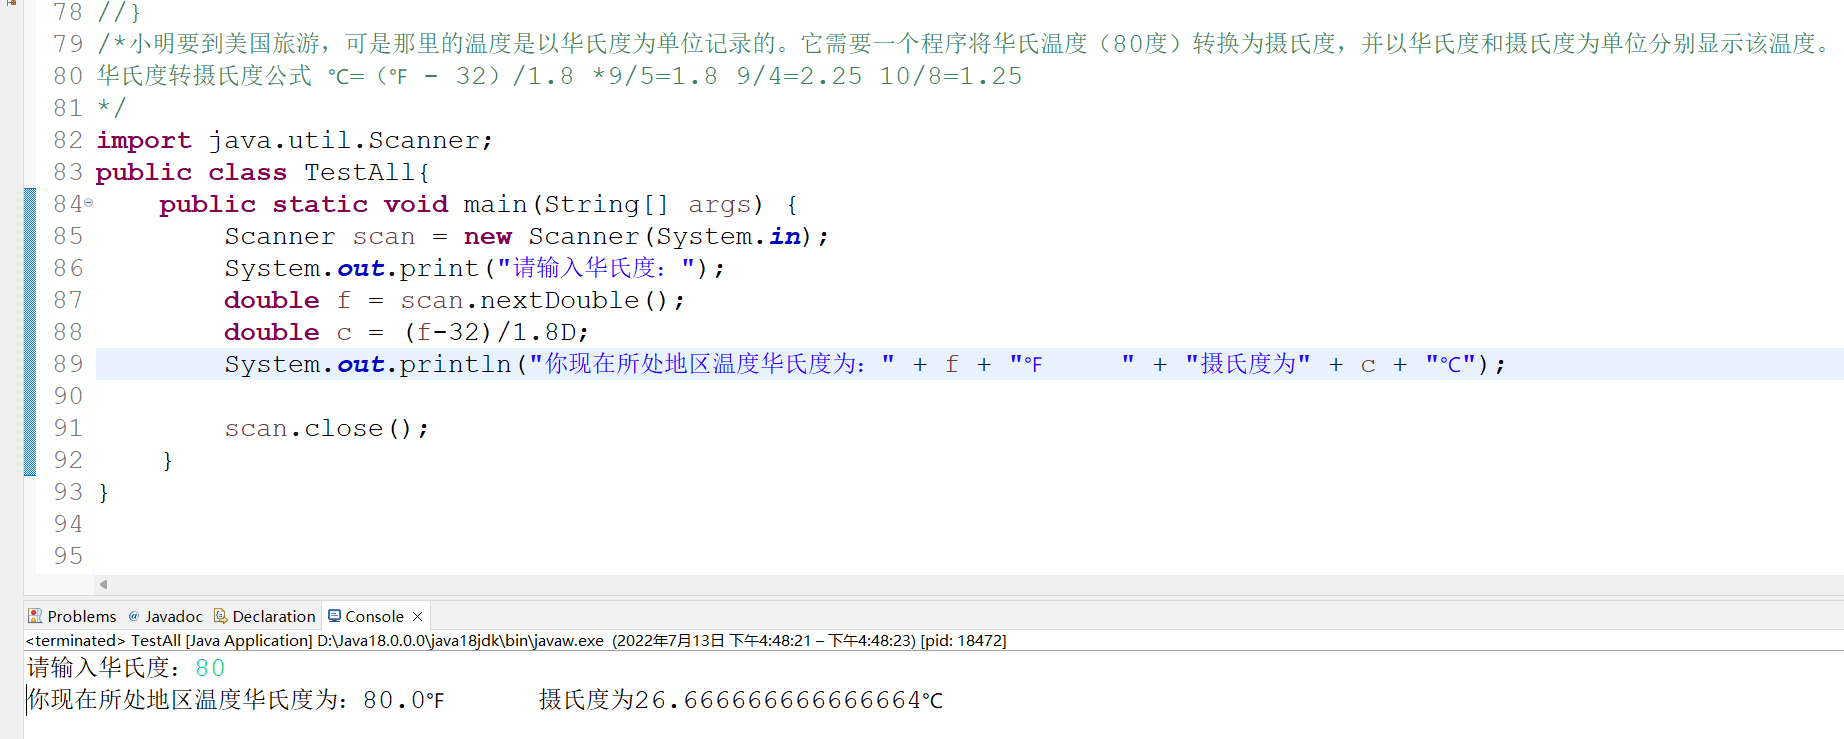 78 //}
79 /*小明要到美国旅游，可是那里的温度是以华氏度为单位记录的。它需要一个程序将华氏温度（80度）转换为摄氏度，并以华氏度和摄氏度为单位分别显示该温度。
80 华氏度转摄氏度公式 ℃=（℉ - 32）/1.8 *9/5=1.8 9/4=2.25 10/8=1.25
81 */
82 import java.util.Scanner;
83 public class TestAll{
84     public static void main(String[] args) {
85         Scanner scan = new Scanner(System.in);
86         System.out.print("请输入华氏度：");
87         double f = scan.nextDouble();
88         double c = (f-32)/1.8D;
89         System.out.println("你现在所处地区温度华氏度为：" + f + "℉     " + "摄氏度为" + c + "℃");
90
91         scan.close();
92     }
93 }
94
95
Problems Javadoc Declaration Console
<terminated> TestAll [Java Application] D:\Java18.0.0.0\java18jdk\bin\javaw.exe (2022年7月13日 下午4:48:21 – 下午4:48:23) [pid: 18472]
请输入华氏度：80
你现在所处地区温度华氏度为：80.0℉      摄氏度为26.666666666666664℃